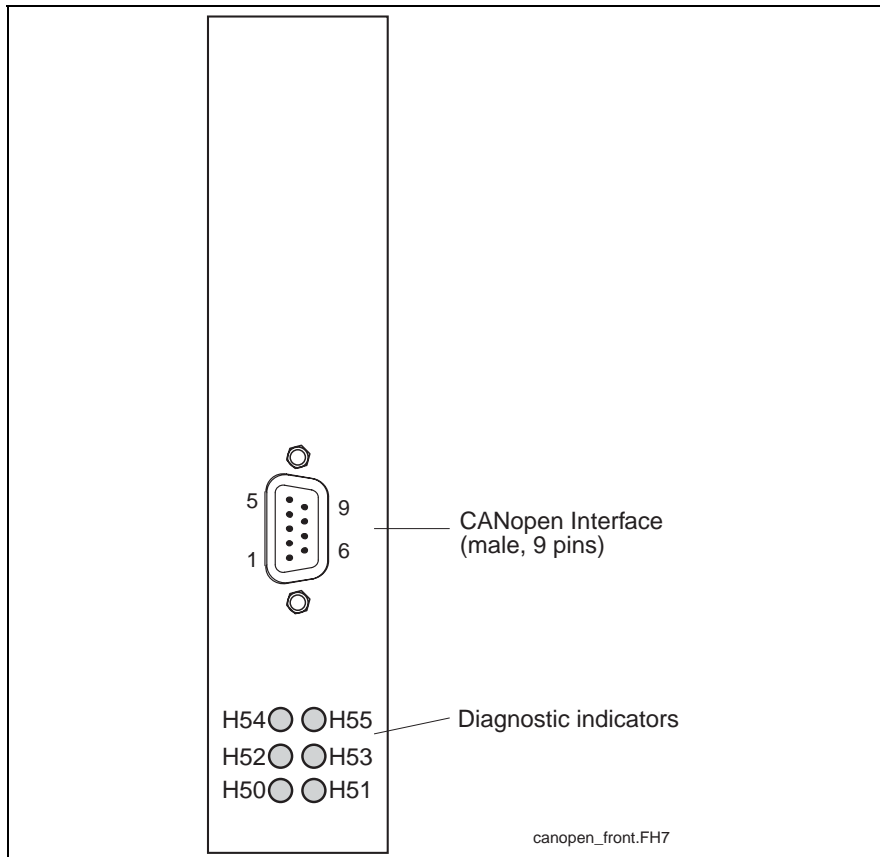 5
9
1
6
CANopen Interface
(male, 9 pins)
H54 H55
H52 H53
H50 H51
Diagnostic indicators
canopen_front.FH7